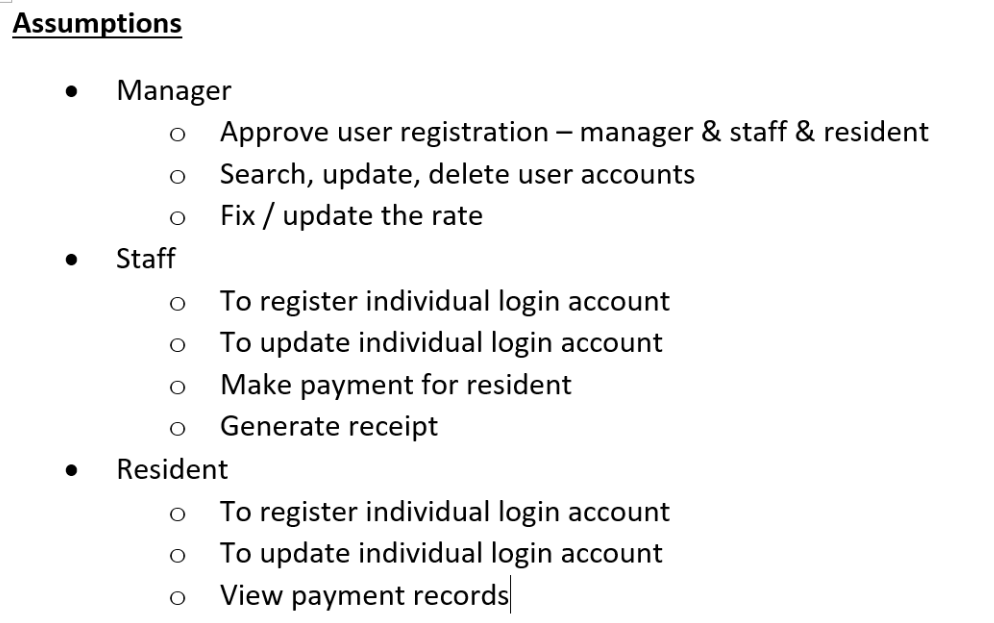 Assumptions
• Manager
o Approve user registration – manager & staff & resident
o Search, update, delete user accounts
o Fix / update the rate
• Staff
o To register individual login account
o To update individual login account
o Make payment for resident
o Generate receipt
• Resident
o To register individual login account
o To update individual login account
o View payment records